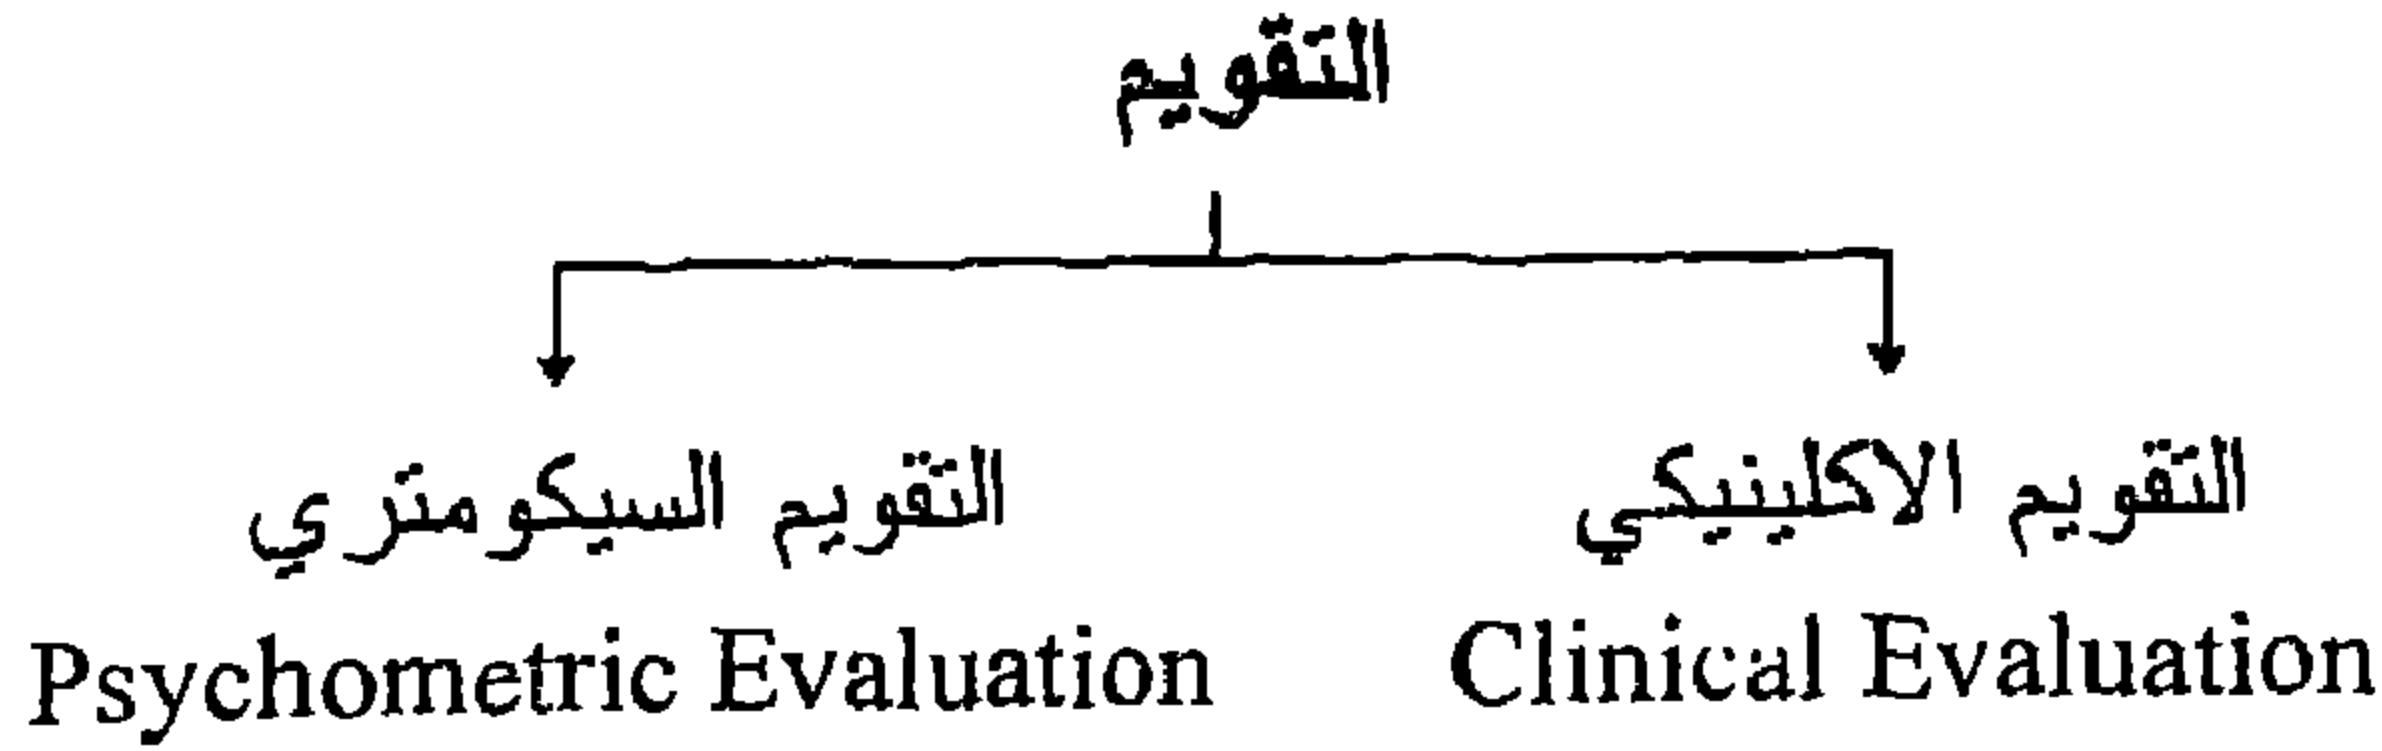 التقويم
التقويم الاكلينيكي
Clinical Evaluation
التقويم السيكومتري
Psychometric Evaluation